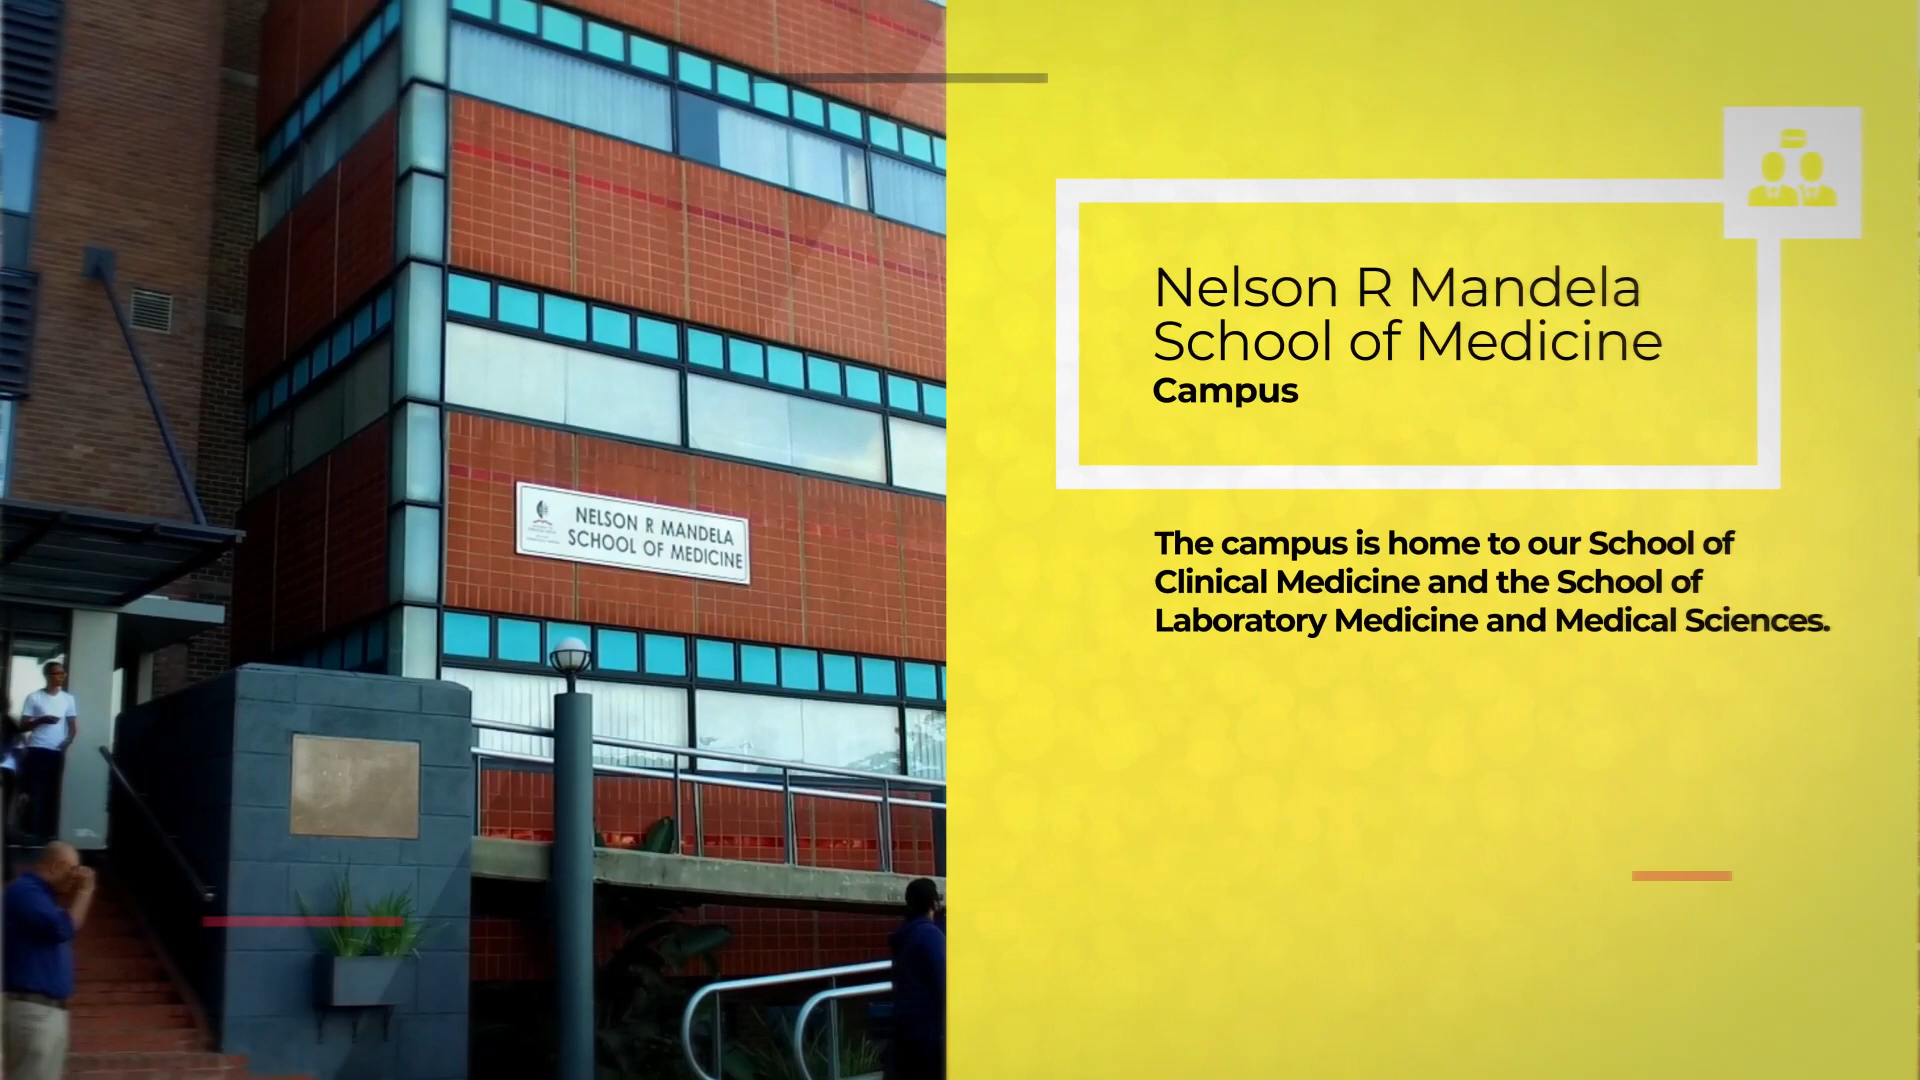 NELSON R MANDELA
SCHOOL OF MEDICINE
Nelson R Mandela
School of Medicine
Campus
The campus is home to our School of
Clinical Medicine and the School of
Laboratory Medicine and Medical Sciences.